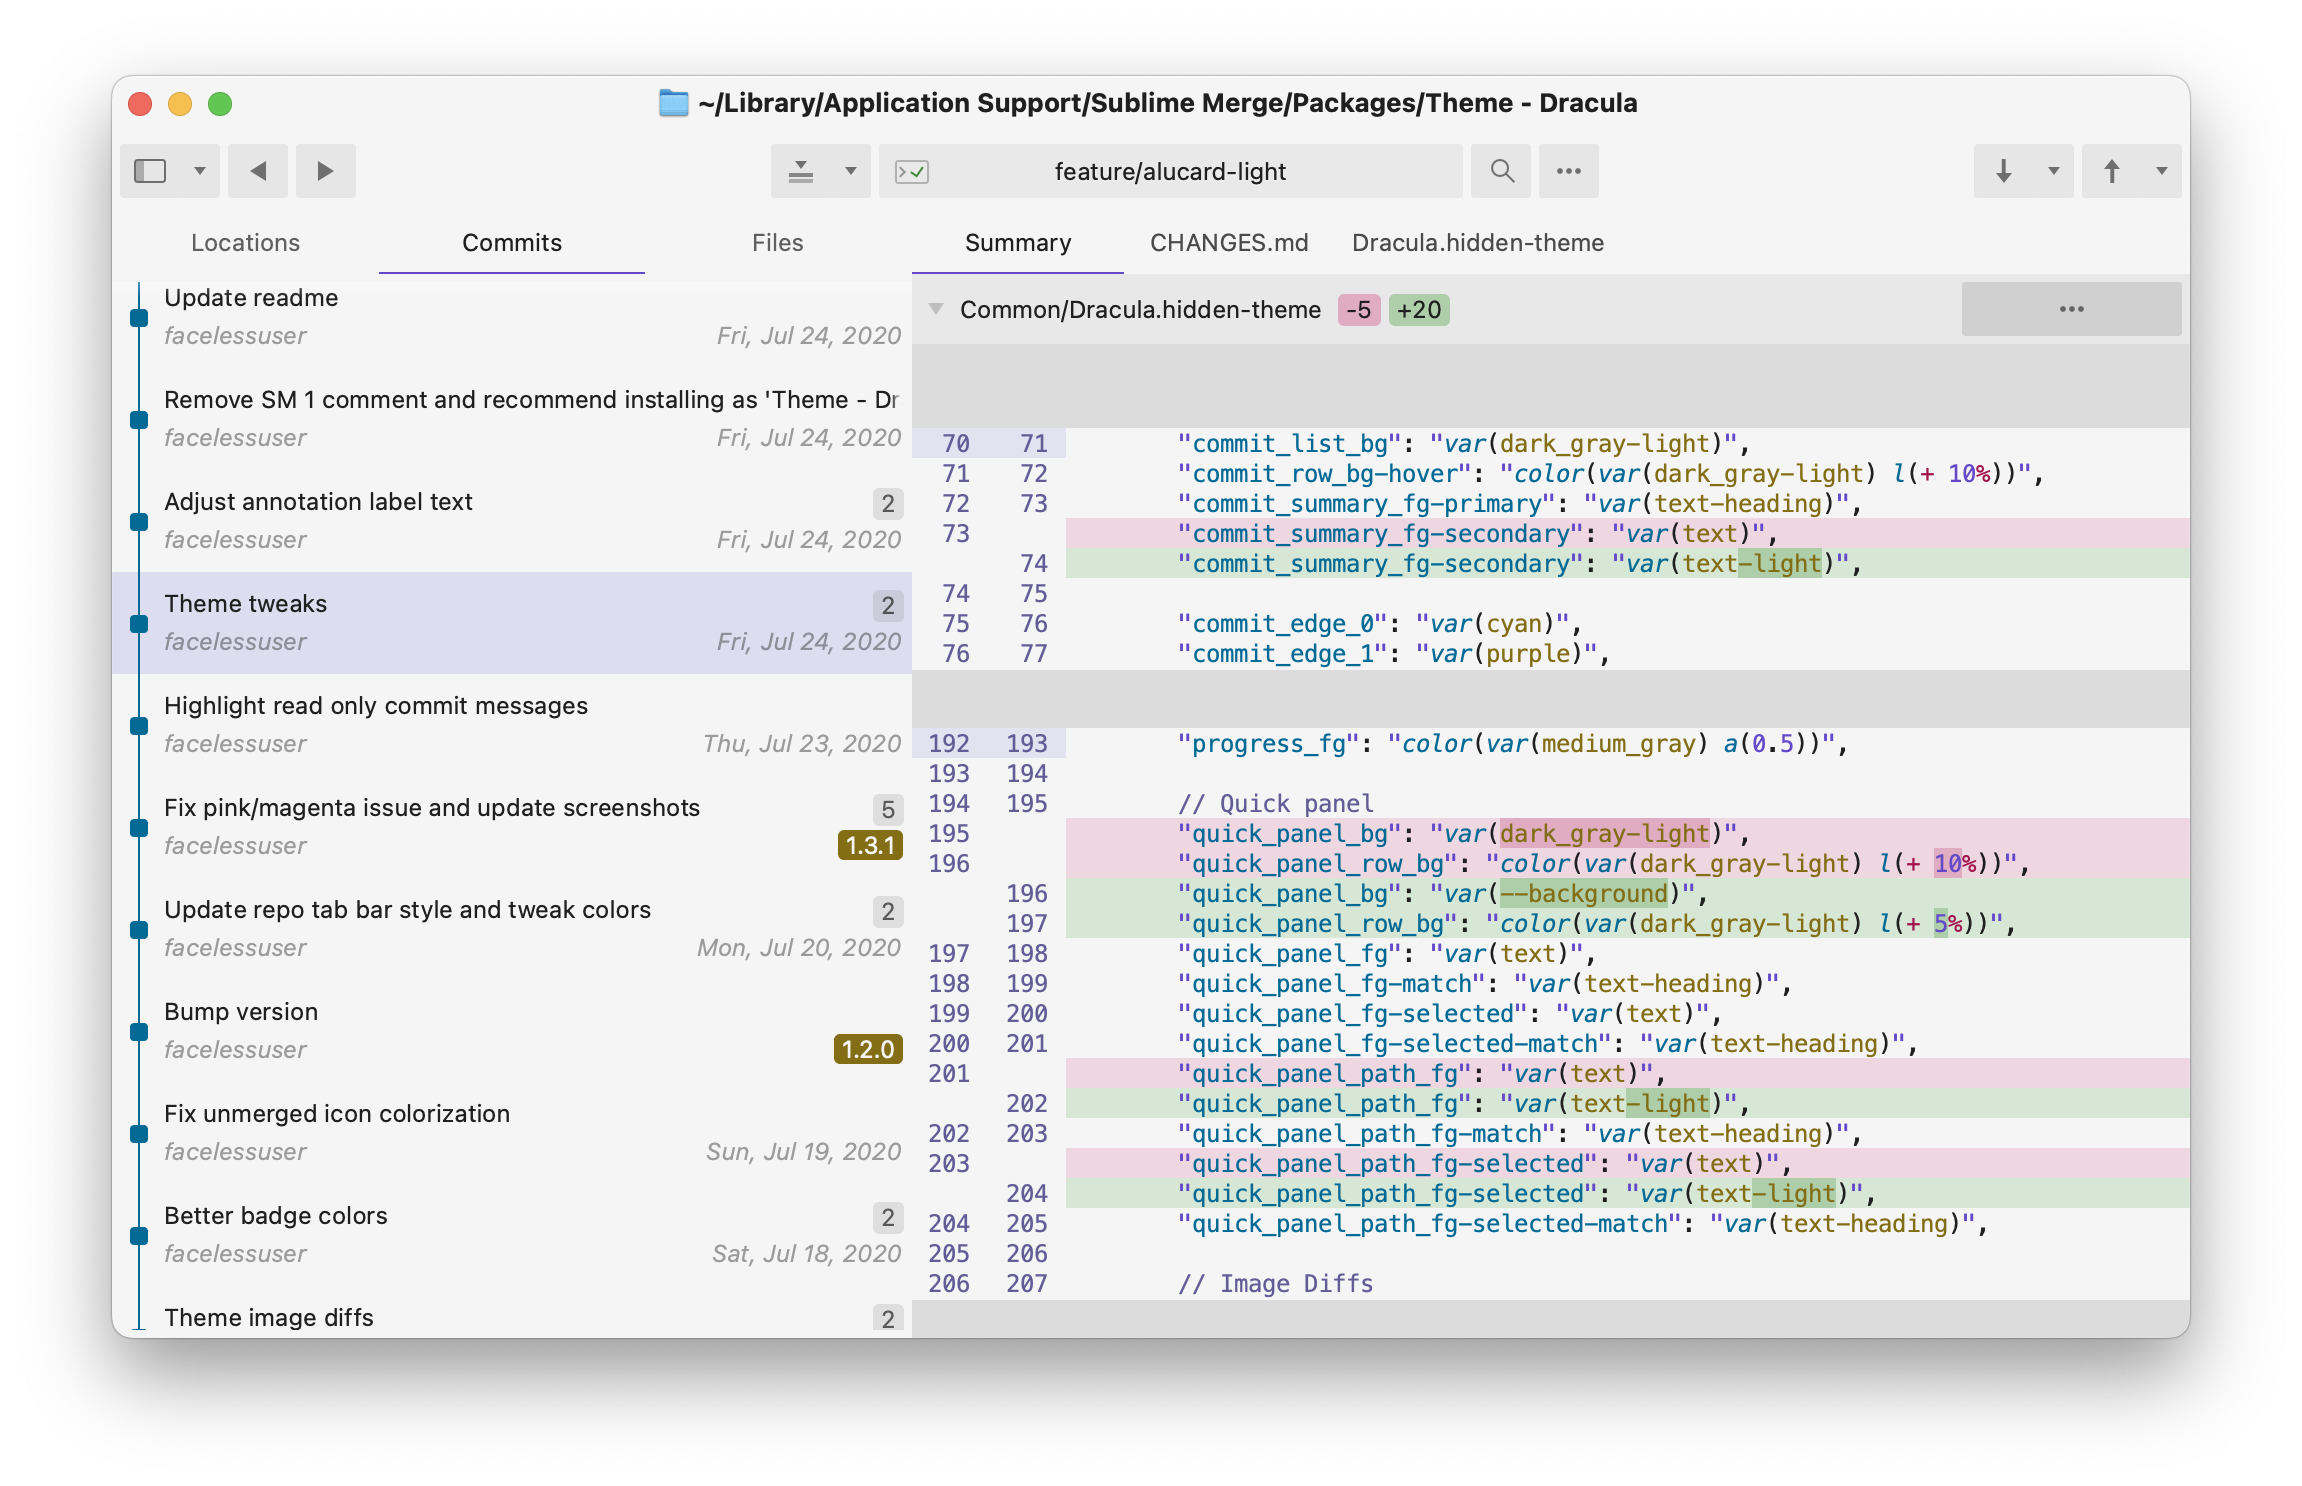 ~/Library/Application Support/Sublime Merge/Packages/Theme - Dracula
feature/alucard-light
Locations
Commits
Files
Update readme
facelessuser
Fri, Jul 24, 2020
Remove SM 1 comment and recommend installing as 'Theme - Dr
facelessuser
Fri, Jul 24, 2020
Adjust annotation label text
2
facelessuser
Fri, Jul 24, 2020
Theme tweaks
2
facelessuser
Fri, Jul 24, 2020
Highlight read only commit messages
facelessuser
Thu, Jul 23, 2020
Fix pink/magenta issue and update screenshots
5
facelessuser
1.3.1
Update repo tab bar style and tweak colors
2
facelessuser
Mon, Jul 20, 2020
Bump version
facelessuser
1.2.0
Fix unmerged icon colorization
facelessuser
Sun, Jul 19, 2020
Better badge colors
2
facelessuser
Sat, Jul 18, 2020
Theme image diffs
2
Summary
CHANGES.md
Dracula.hidden-theme
Common/Dracula.hidden-theme -5 +20
70 71 "commit_list_bg": "var(dark_gray-light)",
71 72 "commit_row_bg-hover": "color(var(dark_gray-light) l(+ 10%))",
72 73 "commit_summary_fg-primary": "var(text-heading)",
73 "commit_summary_fg-secondary": "var(text)",
74 "commit_summary_fg-secondary": "var(text-light)",
74 75
75 76 "commit_edge_0": "var(cyan)",
76 77 "commit_edge_1": "var(purple)",
192 193 "progress_fg": "color(var(medium_gray) a(0.5))",
193 194
194 195 // Quick panel
195 "quick_panel_bg": "var(dark_gray-light)",
196 "quick_panel_row_bg": "color(var(dark_gray-light) l(+ 10%))",
196 "quick_panel_bg": "var(--background)",
197 "quick_panel_row_bg": "color(var(dark_gray-light) l(+ 5%))",
197 198 "quick_panel_fg": "var(text)",
198 199 "quick_panel_fg-match": "var(text-heading)",
199 200 "quick_panel_fg-selected": "var(text)",
200 201 "quick_panel_fg-selected-match": "var(text-heading)",
201 "quick_panel_path_fg": "var(text)",
202 "quick_panel_path_fg": "var(text-light)",
202 203 "quick_panel_path_fg-match": "var(text-heading)",
203 "quick_panel_path_fg-selected": "var(text)",
204 "quick_panel_path_fg-selected": "var(text-light)",
204 205 "quick_panel_path_fg-selected-match": "var(text-heading)",
205 206
206 207 // Image Diffs